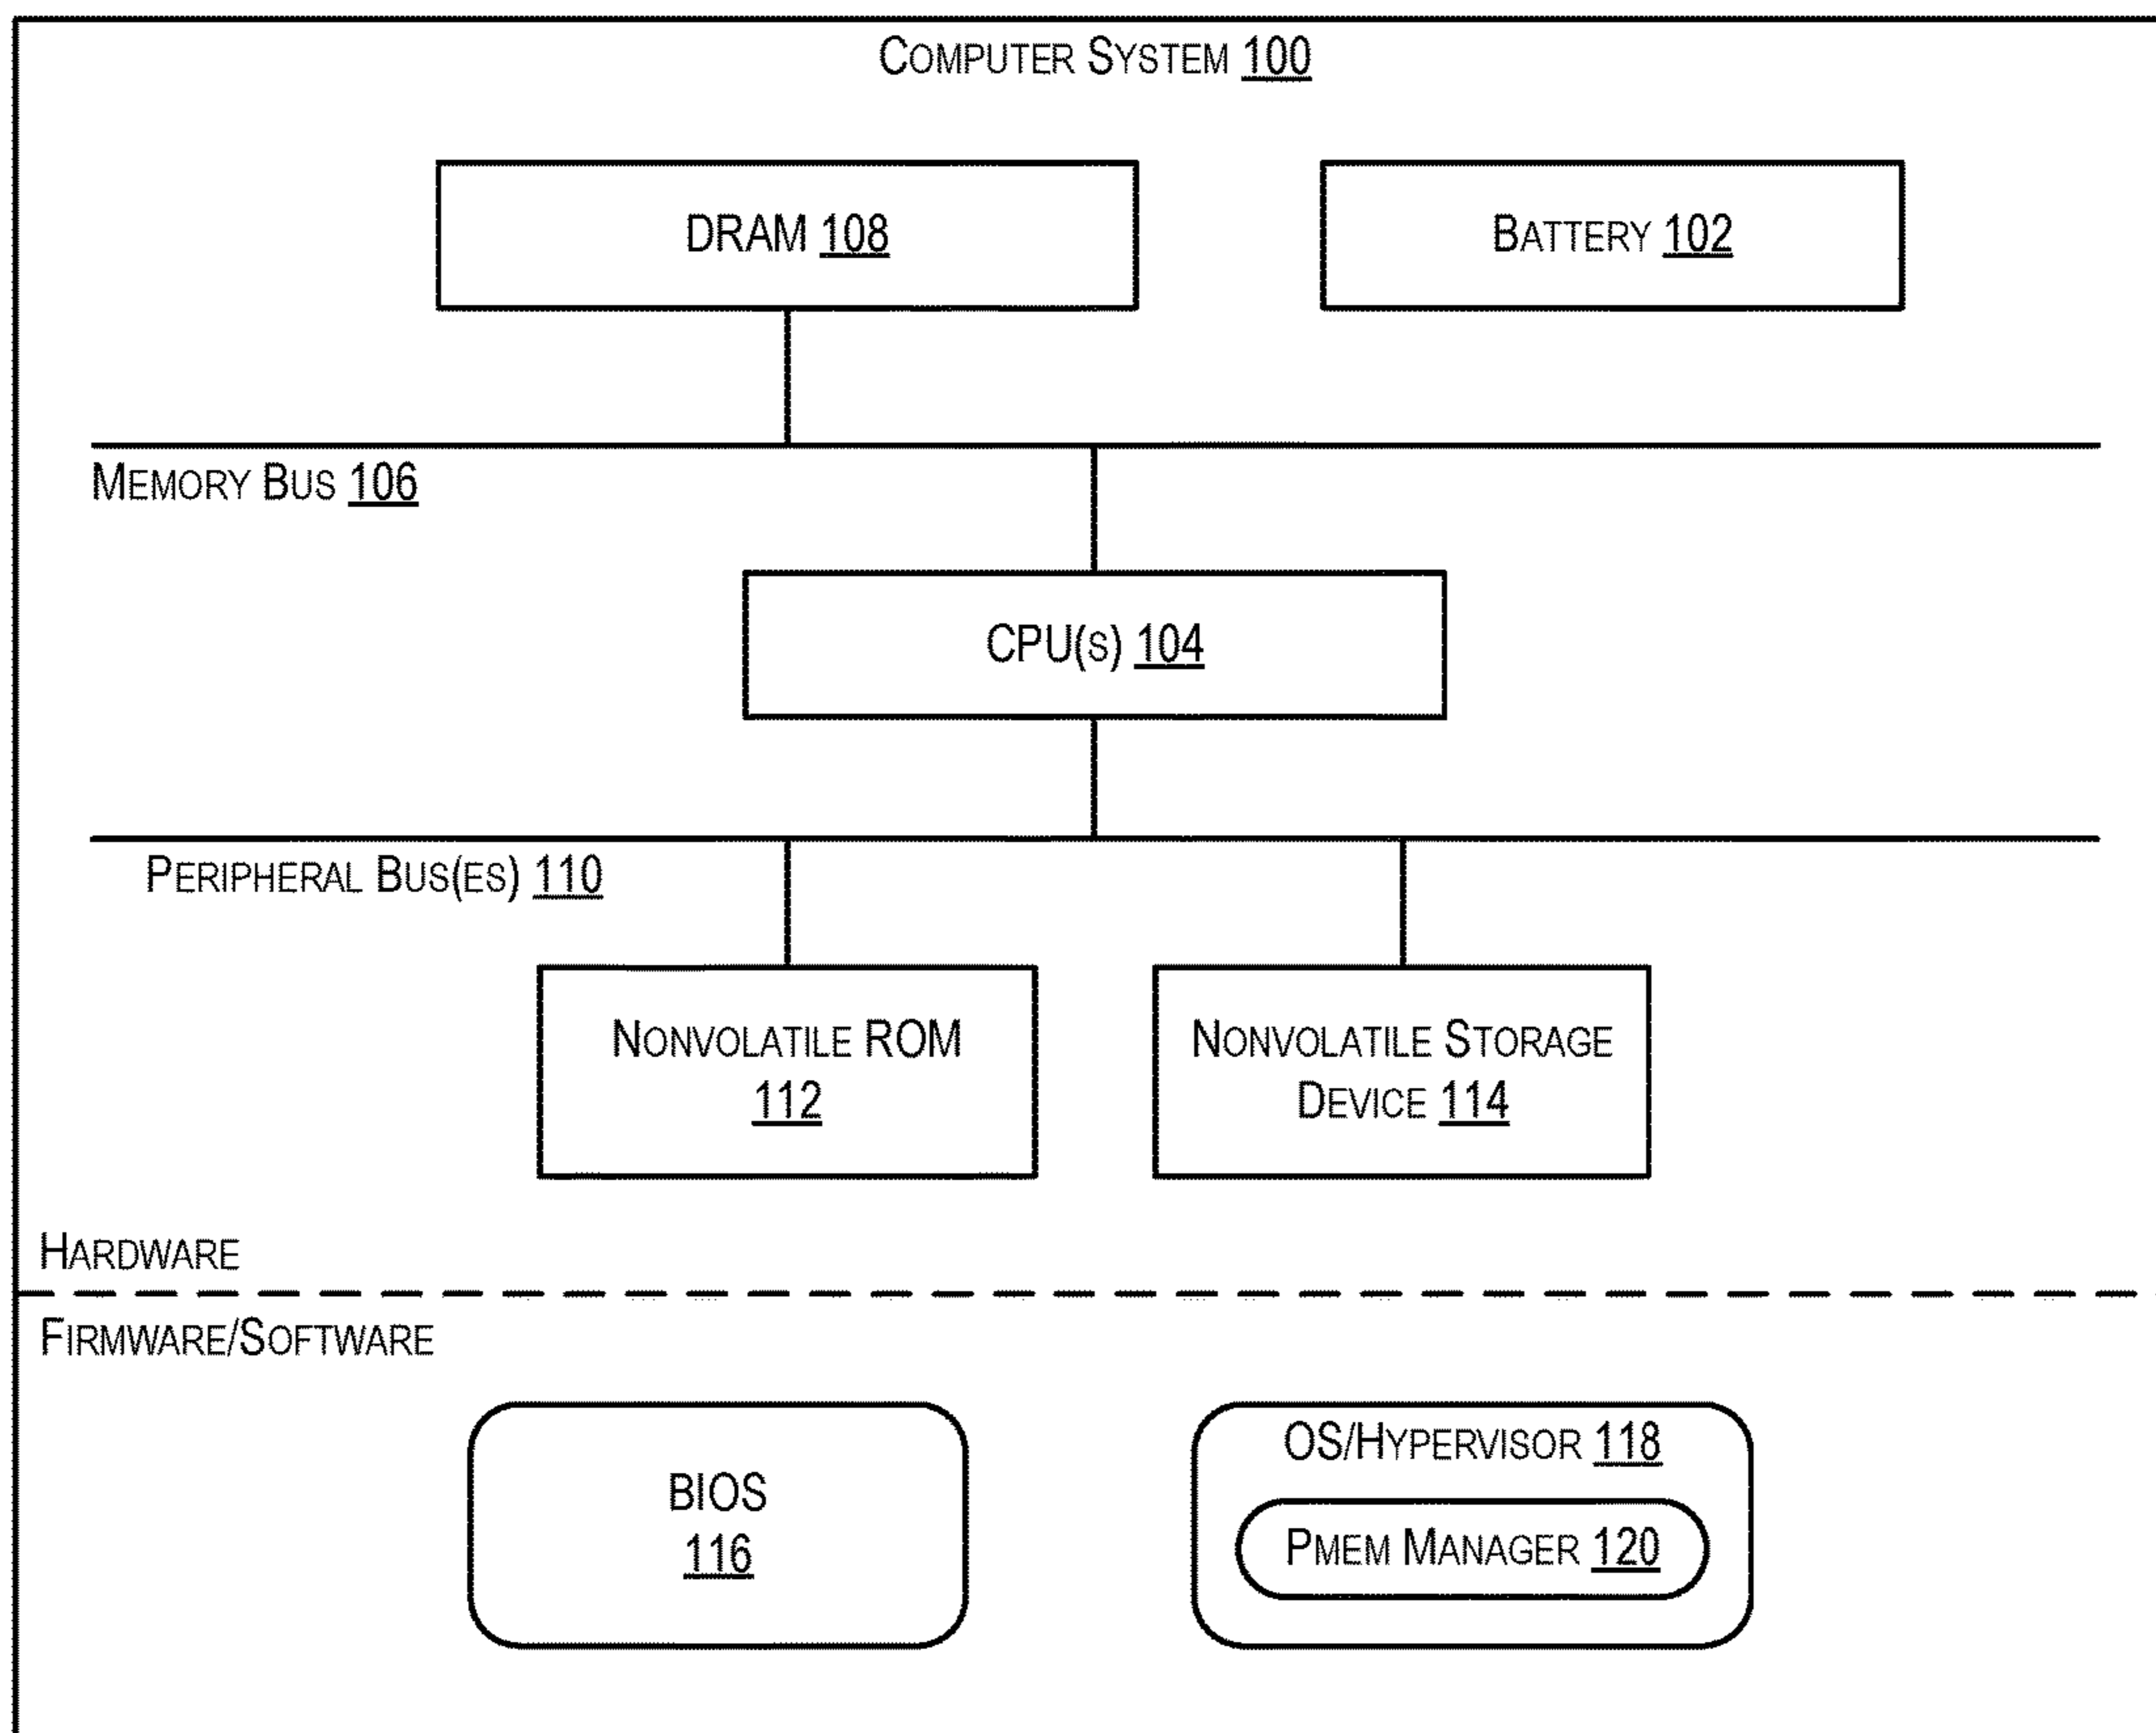 Computer System 100
DRAM 108
Battery 102
Memory Bus 106
CPU(s) 104
Peripheral Bus(es) 110
Nonvolatile ROM
112
Nonvolatile Storage
Device 114
Hardware
Firmware/Software
BIOS
116
OS/Hypervisor 118
Pmem Manager 120